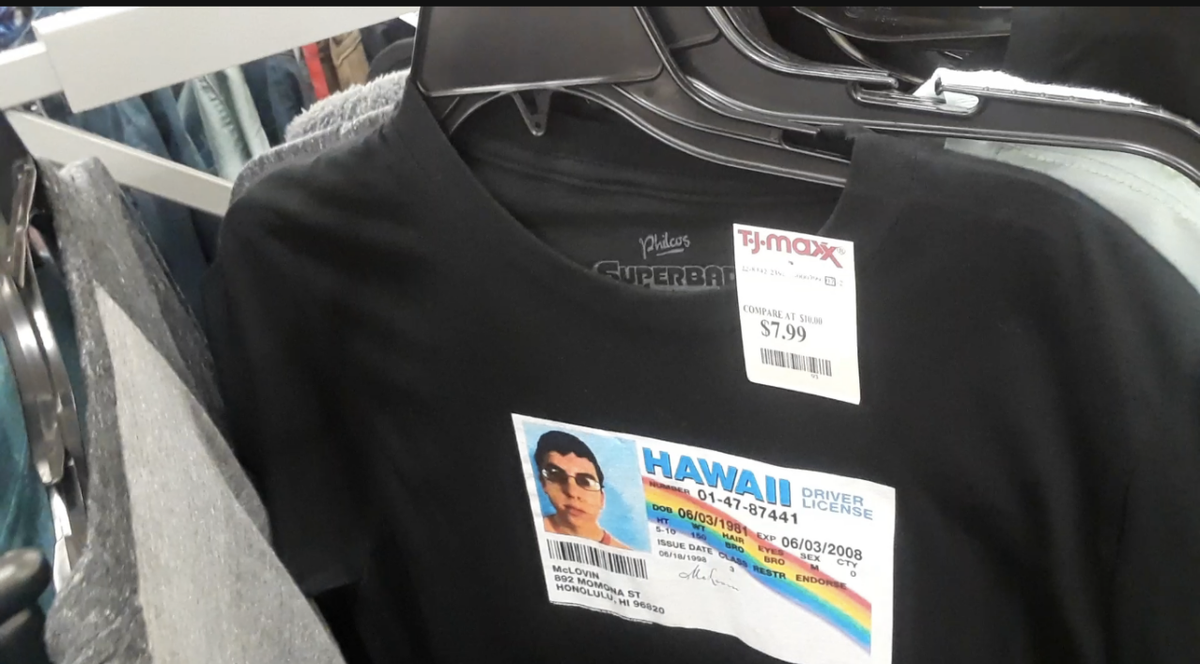 Philcos
SUPERBAD
T·J·maxx
COMPARE AT $10.00
$7.99
HAWAII DRIVER LICENSE
NUMBER 01-47-87441
DOB 06/03/1981 EXP 06/03/2008
HT WT HAIR EYES SEX CTY
5-10 150 BRO BRO M 0
ISSUE DATE CLASS RESTR ENDORSE
06/18/1998 3
McLOVIN
892 MOMONA ST
HONOLULU, HI 96820